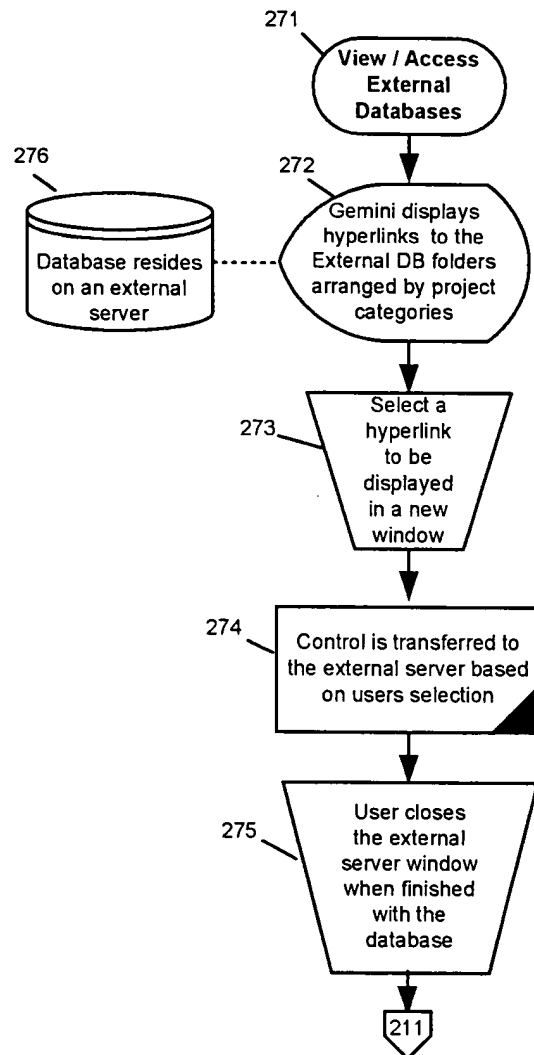 271
View / Access
External
Databases
276
272
Database resides
on an external
server
Gemini displays
hyperlinks to the
External DB folders
arranged by project
categories
273
Select a
hyperlink
to be
displayed
in a new
window
274
Control is transferred to
the external server based
on users selection
275
User closes
the external
server window
when finished
with the
database
211